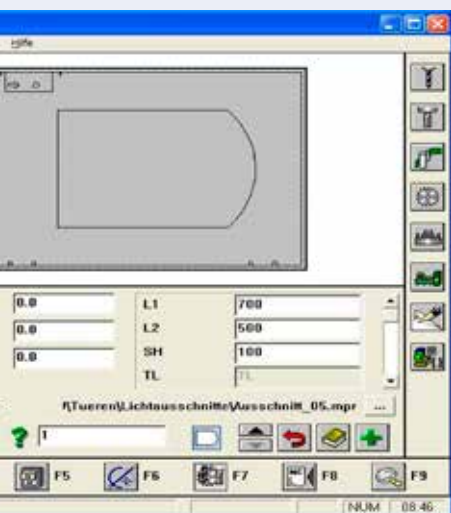 Hilfe
0.0 L1 700
0.0 L2 500
0.0 SH 100
TL TL
\Tueren\Lichtausschnitte\Ausschnitt_05.mpr ...
? 1
F5 F6 F7 F8 F9
NUM 08:46